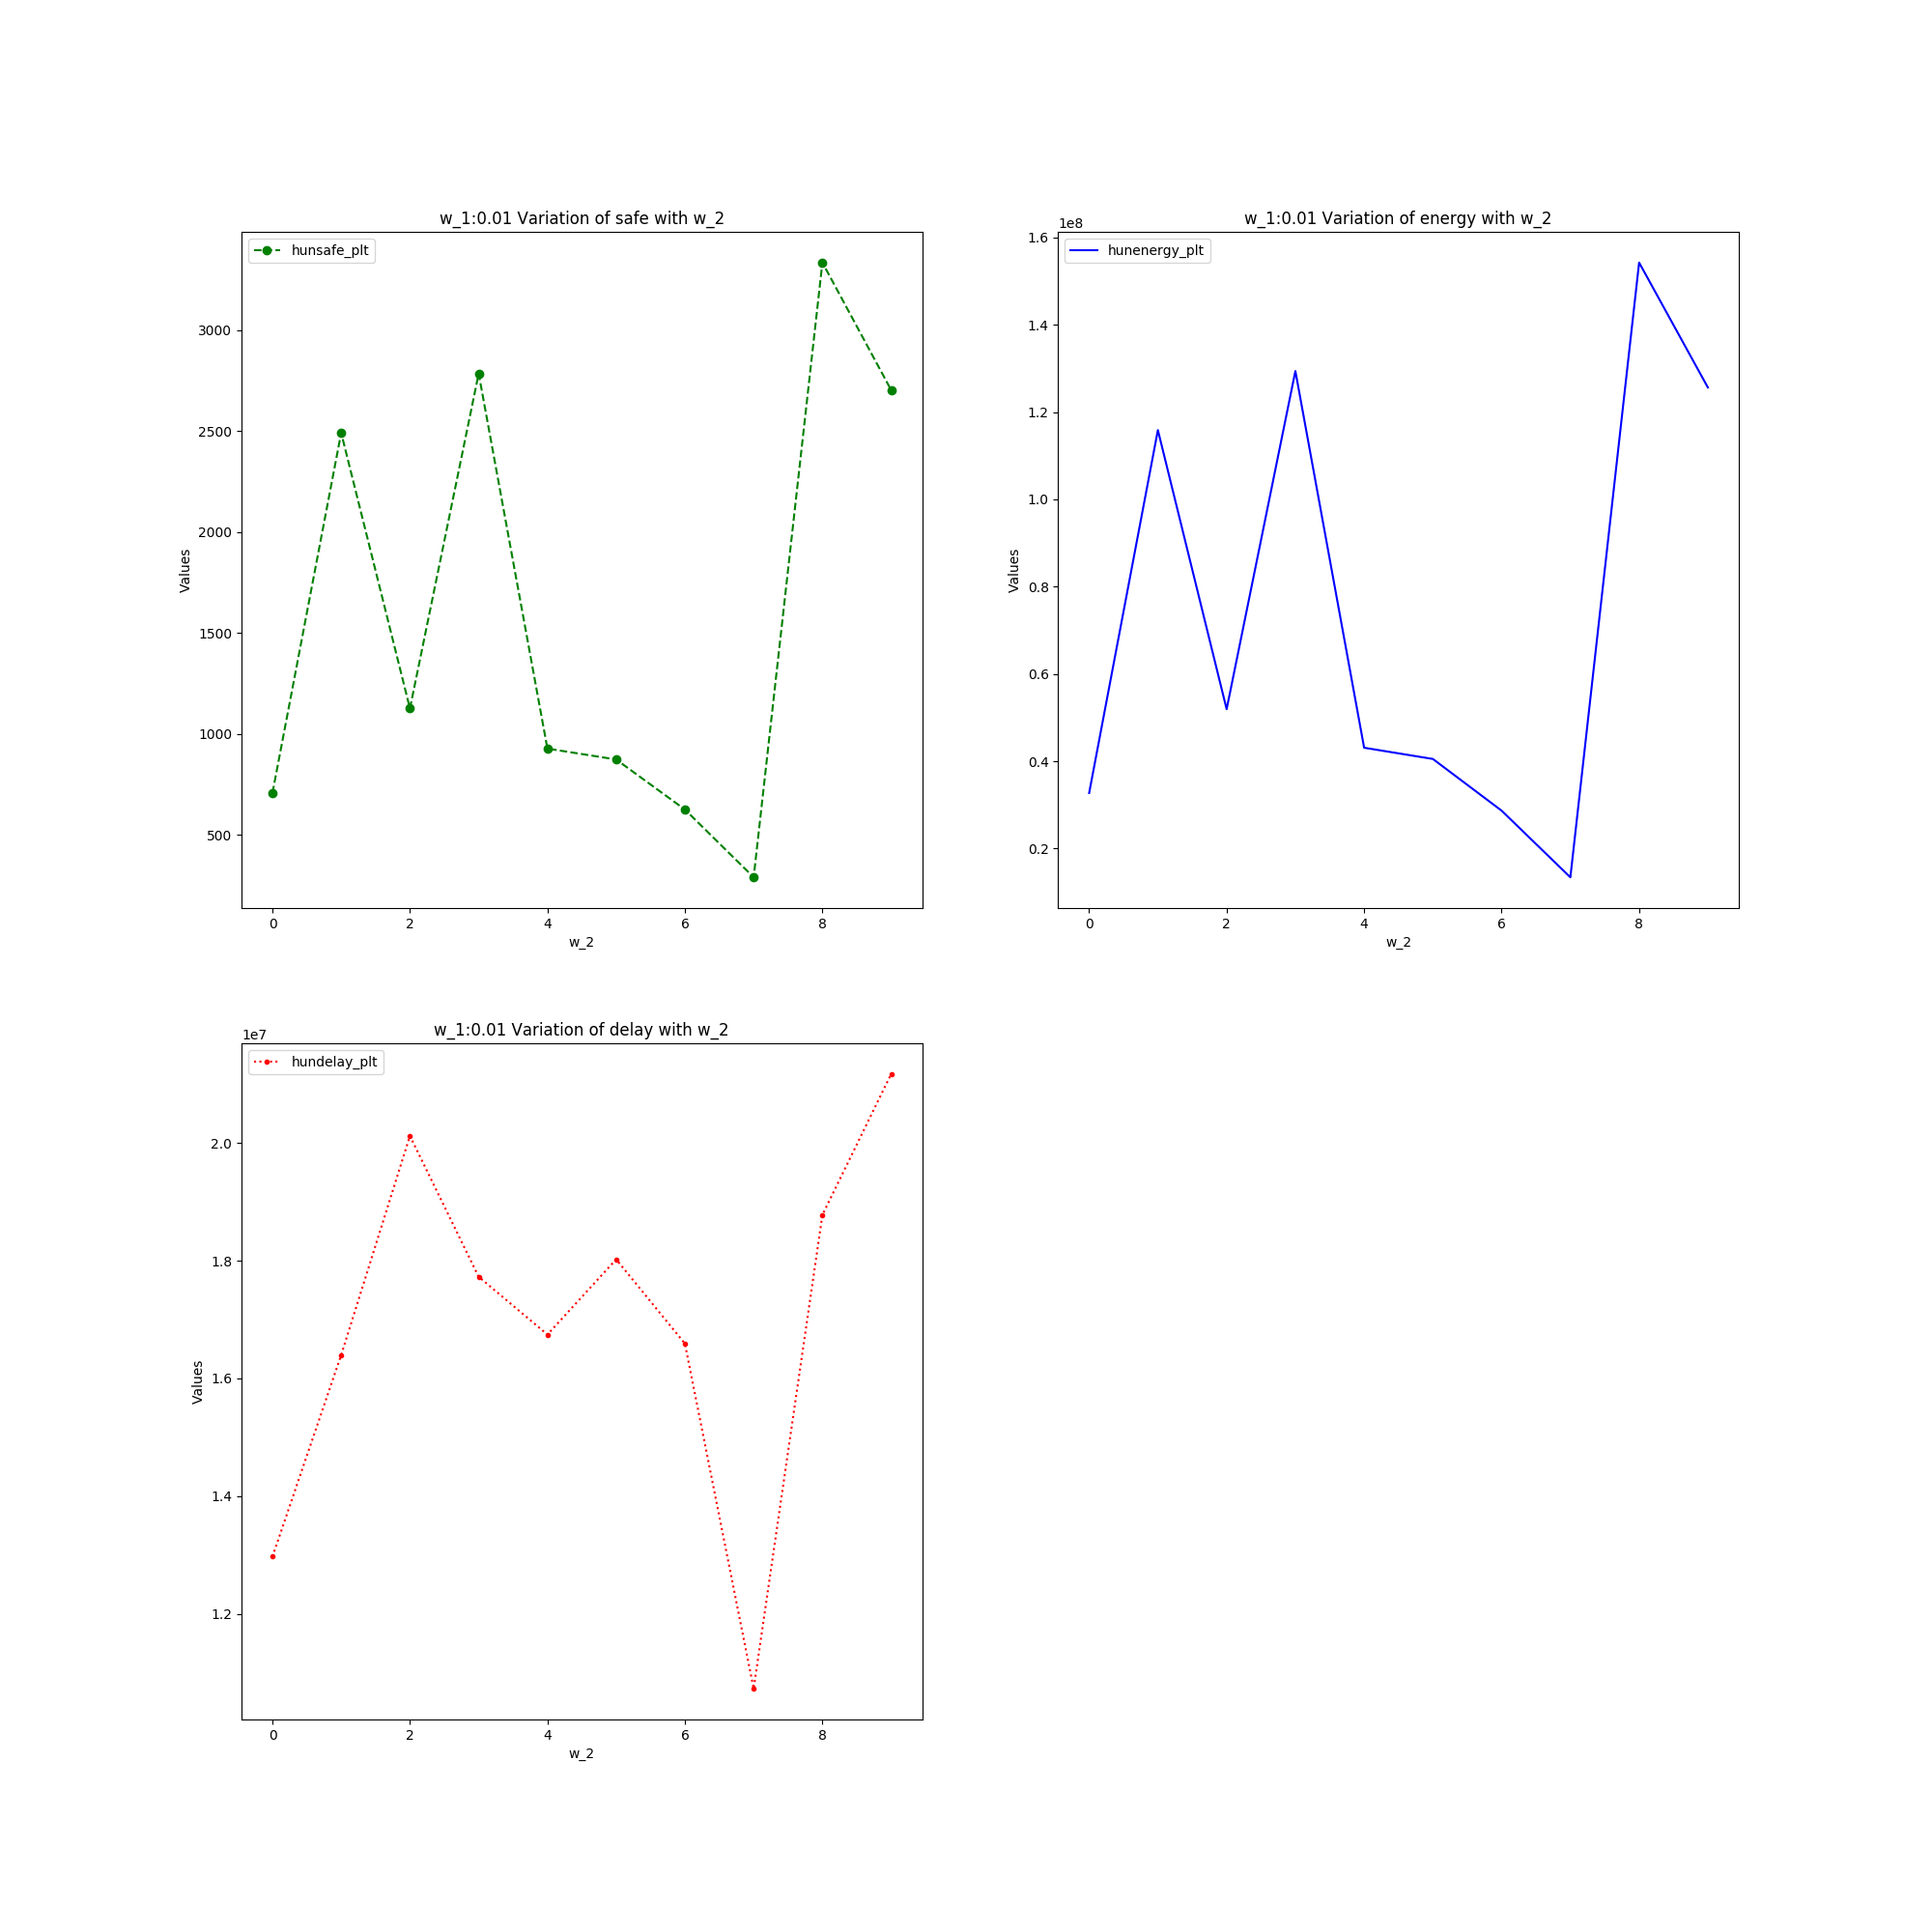 w_1:0.01 Variation of safe with w_2
hunsafe_plt
Values
3000
2500
2000
1500
1000
500
0 2 4 6 8
w_2
w_1:0.01 Variation of energy with w_2
1e8
hunenergy_plt
Values
1.6
1.4
1.2
1.0
0.8
0.6
0.4
0.2
0 2 4 6 8
w_2
w_1:0.01 Variation of delay with w_2
1e7
hundelay_plt
Values
2.0
1.8
1.6
1.4
1.2
0 2 4 6 8
w_2